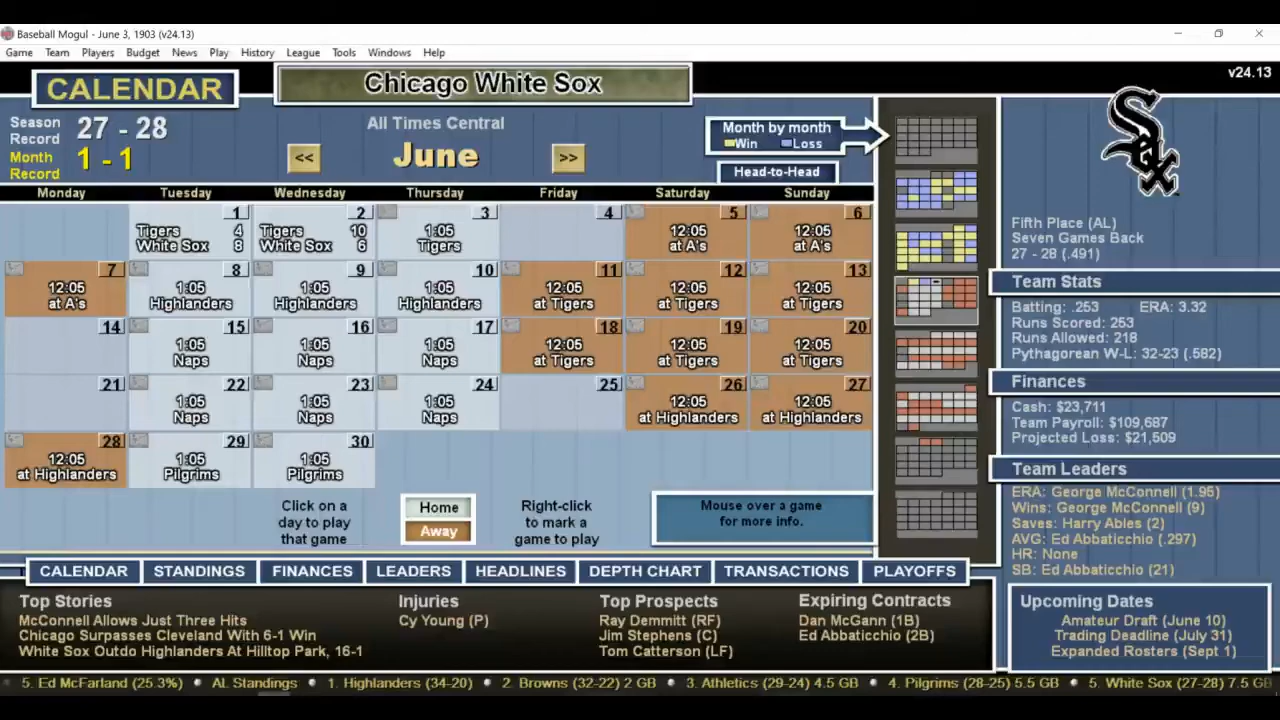 Baseball Mogul - June 3, 1903 (v24.13)
Game Team Players Budget News Play History League Tools Windows Help
CALENDAR
Chicago White Sox
v24.13
Season Record 27 - 28
Month Record 1 - 1
All Times Central
<< June >>
Month by month
Win Loss
Head-to-Head
Monday Tuesday Wednesday Thursday Friday Saturday Sunday
1 2 3 4 5 6
Tigers 4 Tigers 10 1:05 12:05 12:05
White Sox 8 White Sox 6 Tigers at A's at A's
7 8 9 10 11 12 13
12:05 1:05 1:05 1:05 12:05 12:05 12:05
at A's Highlanders Highlanders Highlanders at Tigers at Tigers at Tigers
14 15 16 17 18 19 20
1:05 1:05 1:05 12:05 12:05 12:05
Naps Naps Naps at Tigers at Tigers at Tigers
21 22 23 24 25 26 27
1:05 1:05 1:05 12:05 12:05
Naps Naps Naps at Highlanders at Highlanders
28 29 30
12:05 1:05 1:05
at Highlanders Pilgrims Pilgrims
Click on a
day to play
that game
Home
Away
Right-click
to mark a
game to play
Mouse over a game
for more info.
Sox
Fifth Place (AL)
Seven Games Back
27 - 28 (.491)
Team Stats
Batting: .253 ERA: 3.32
Runs Scored: 253
Runs Allowed: 218
Pythagorean W-L: 32-23 (.582)
Finances
Cash: $23,711
Team Payroll: $109,687
Projected Loss: $21,509
Team Leaders
ERA: George McConnell (1.95)
Wins: George McConnell (9)
Saves: Harry Ables (2)
AVG: Ed Abbaticchio (.297)
HR: None
SB: Ed Abbaticchio (21)
CALENDAR STANDINGS FINANCES LEADERS HEADLINES DEPTH CHART TRANSACTIONS PLAYOFFS
Top Stories
McConnell Allows Just Three Hits
Chicago Surpasses Cleveland With 6-1 Win
White Sox Outdo Highlanders At Hilltop Park, 16-1
Injuries
Cy Young (P)
Top Prospects
Ray Demmitt (RF)
Jim Stephens (C)
Tom Catterson (LF)
Expiring Contracts
Dan McGann (1B)
Ed Abbaticchio (2B)
Upcoming Dates
Amateur Draft (June 10)
Trading Deadline (July 31)
Expanded Rosters (Sept 1)
5. Ed McFarland (25.3%) AL Standings 1. Highlanders (34-20) 2. Browns (32-22) 2 GB 3. Athletics (29-24) 4.5 GB 4. Pilgrims (28-25) 5.5 GB 5. White Sox (27-28) 7.5 GB